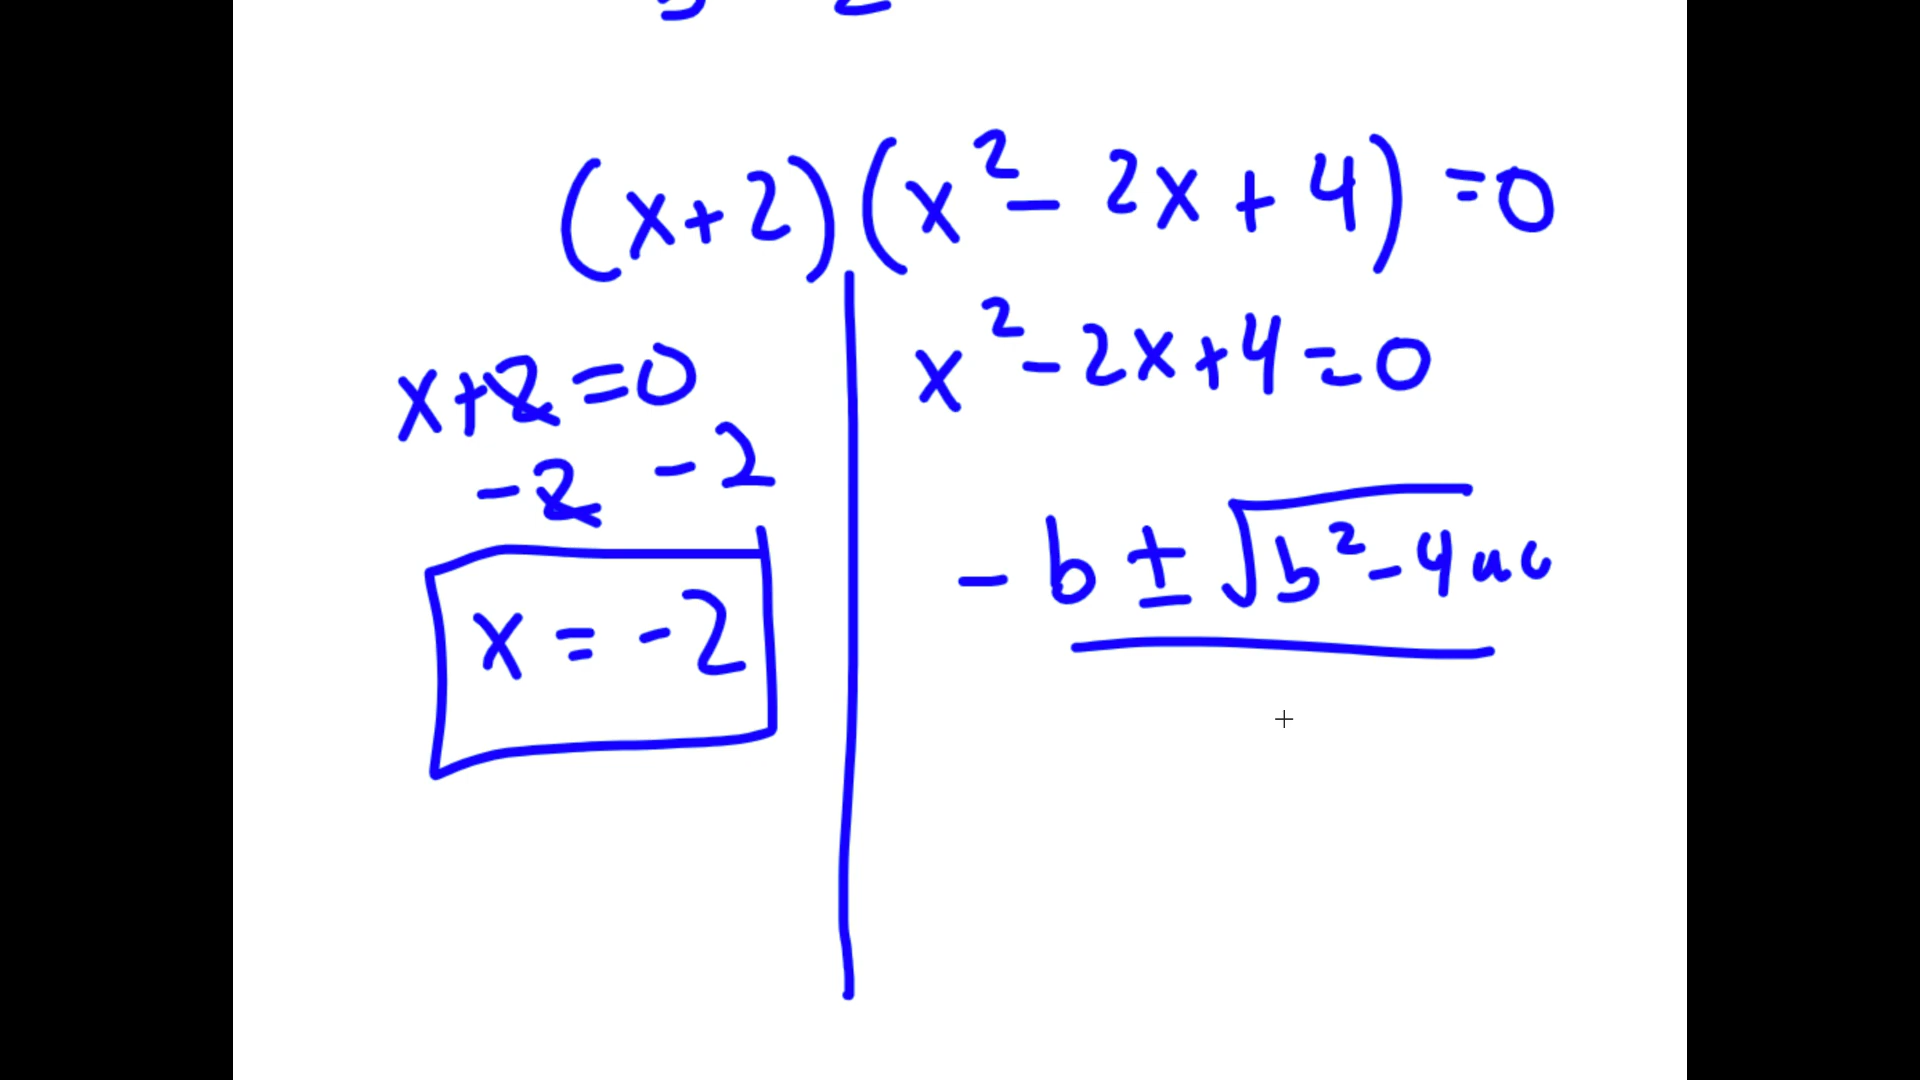 (x+2)(x²-2x+4)=0
x+2=0
-2 -2
x=-2
x²-2x+4=0
-b±√b²-4ac